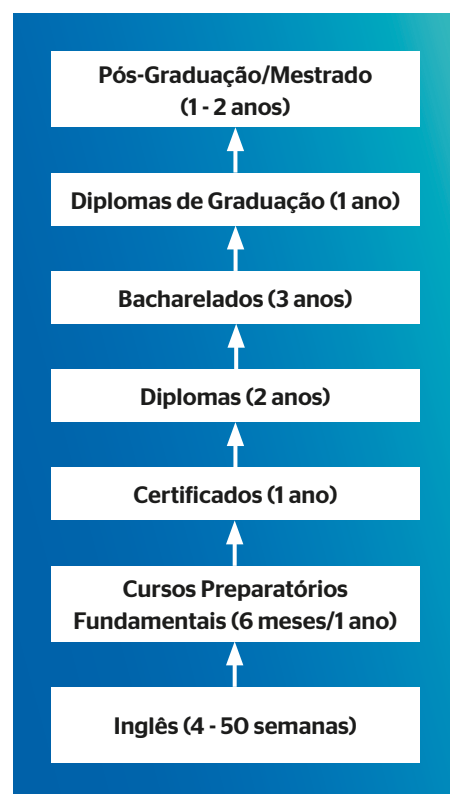 Pós-Graduação/Mestrado
(1 - 2 anos)
Diplomas de Graduação (1 ano)
Bacharelados (3 anos)
Diplomas (2 anos)
Certificados (1 ano)
Cursos Preparatórios
Fundamentais (6 meses/1 ano)
Inglês (4 - 50 semanas)